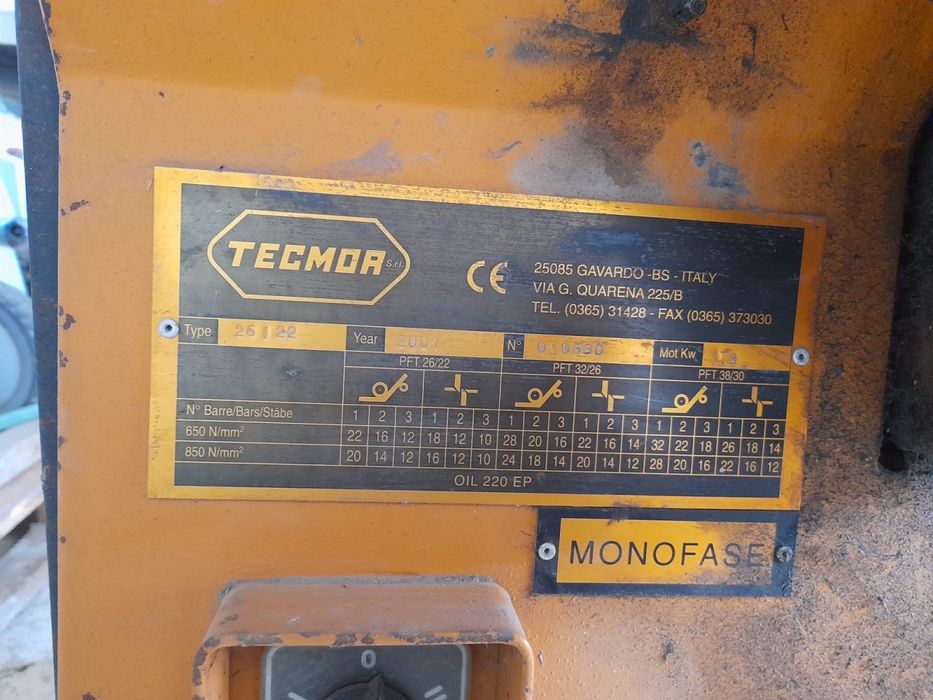 TECMOR S.r.l.
CE
25085 GAVARDO -BS - ITALY
VIA G. QUARENA 225/B
TEL. (0365) 31428 - FAX (0365) 373030
Type 26 / 22 Year 2001 N° 010630 Mot Kw
PFT 26/22 PFT 32/26 PFT 38/30
N° Barre/Bars/Stäbe 1 2 3 1 2 3 1 2 3 1 2 3 1 2 3 1 2 3
650 N/mm² 22 16 12 18 12 10 28 20 16 22 16 14 32 22 18 26 18 14
850 N/mm² 20 14 12 16 12 10 24 18 14 20 14 12 28 20 16 22 16 12
OIL 220 EP
MONOFASE
0
I II